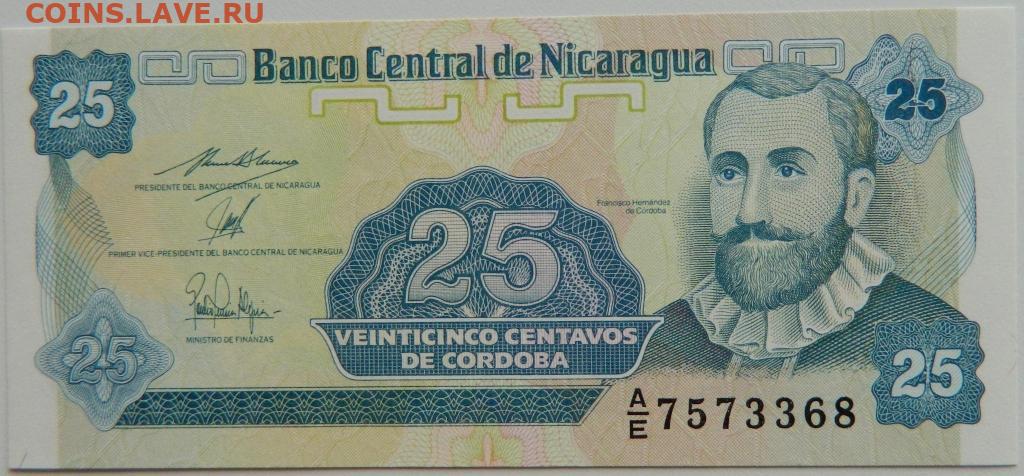 COINS.LAVE.RU
Banco Central de Nicaragua
25
25
PRESIDENTE DEL BANCO CENTRAL DE NICARAGUA
Francisco Hernández
de Córdoba
PRIMER VICE-PRESIDENTE DEL BANCO CENTRAL DE NICARAGUA
25
MINISTRO DE FINANZAS
VEINTICINCO CENTAVOS
DE CORDOBA
25
25
A/E 7573368